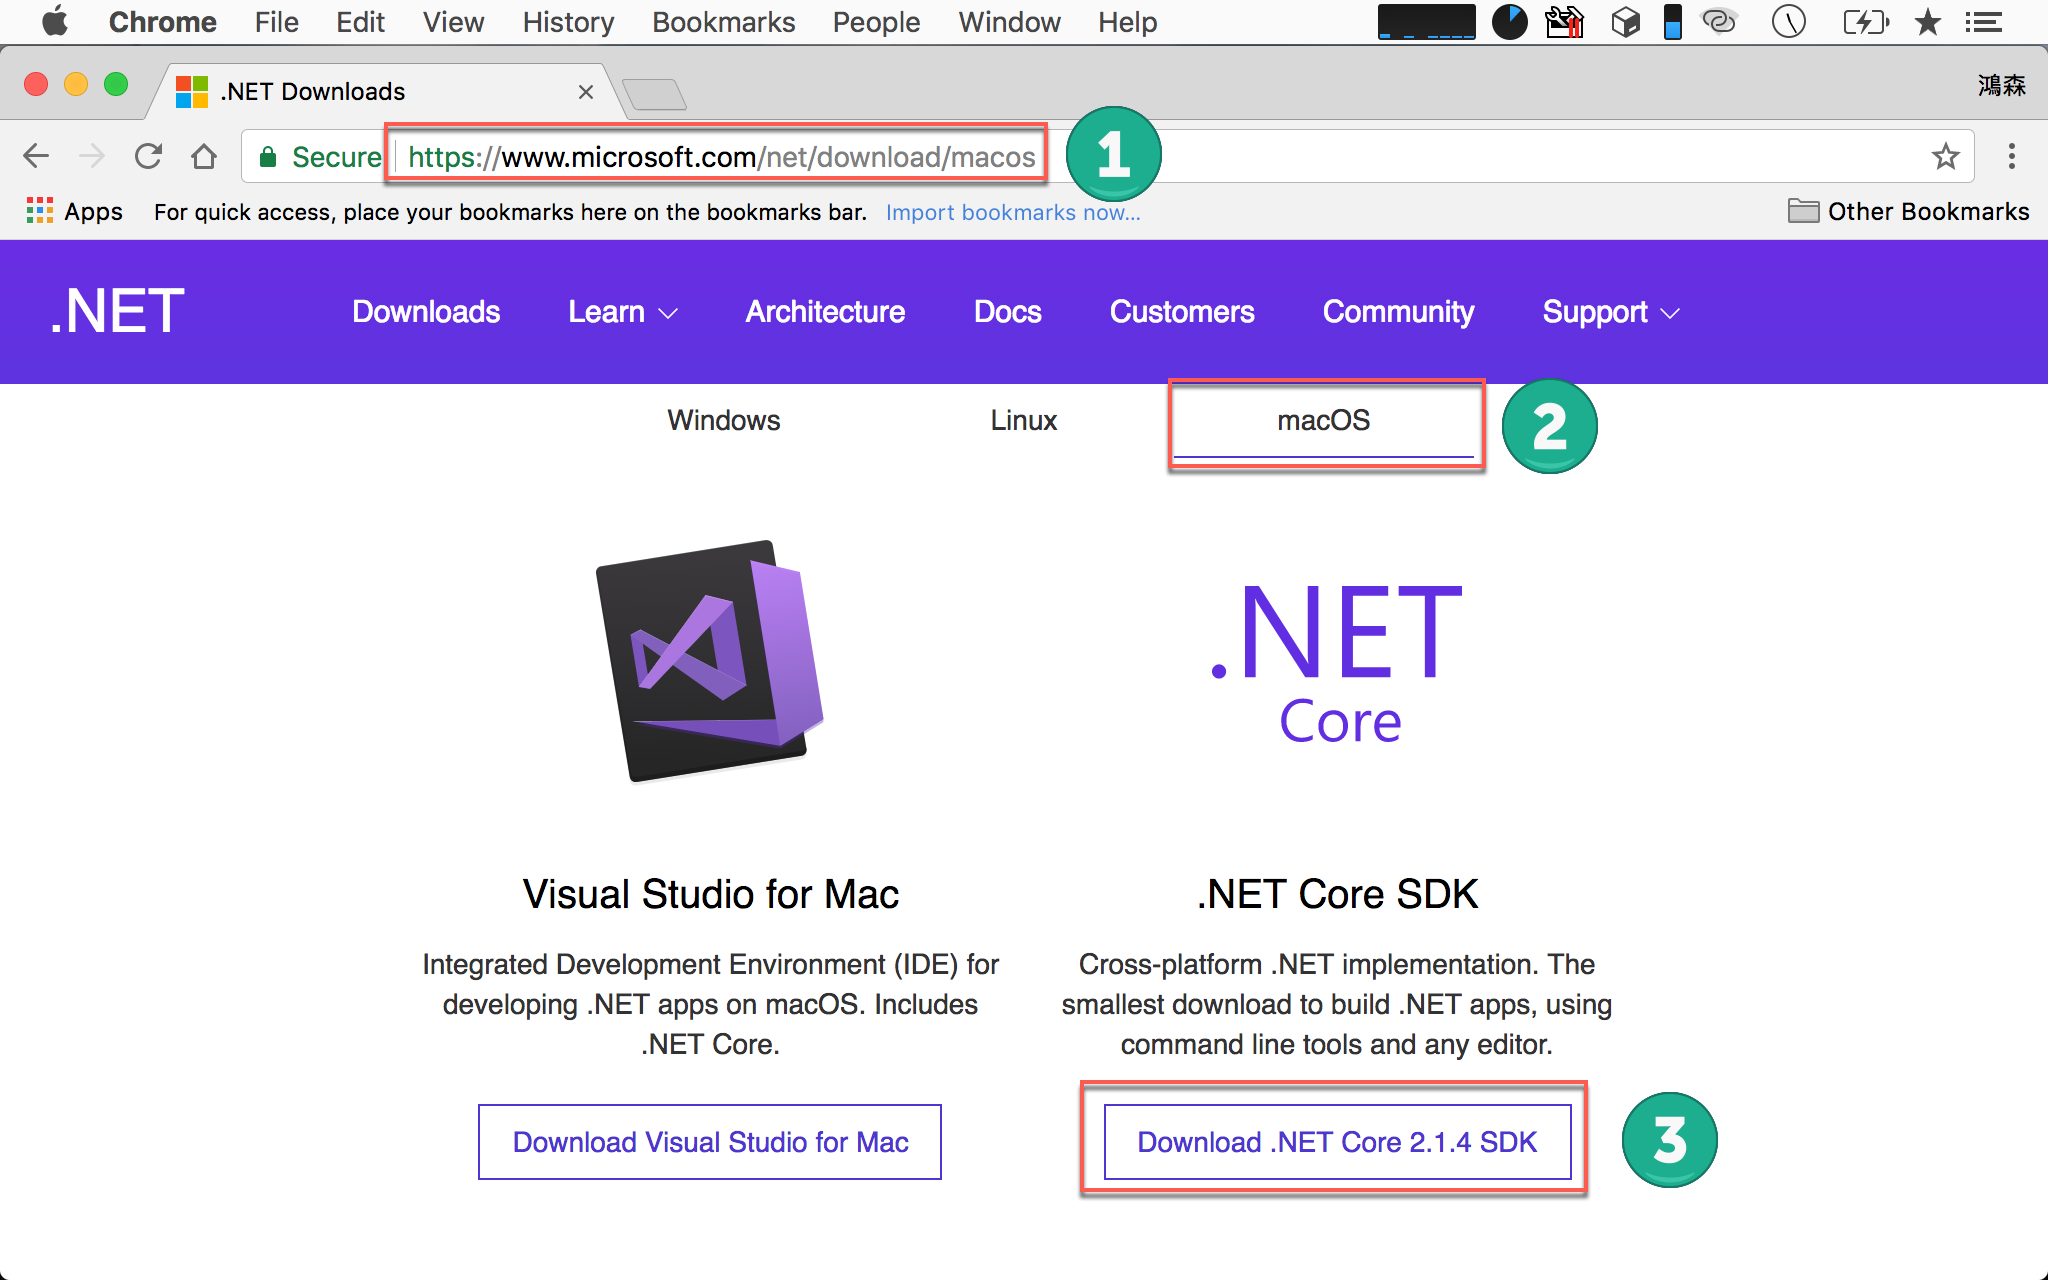 Chrome File Edit View History Bookmarks People Window Help
.NET Downloads
鴻森
Secure https://www.microsoft.com/net/download/macos
1
Apps For quick access, place your bookmarks here on the bookmarks bar. Import bookmarks now... Other Bookmarks
.NET Downloads Learn Architecture Docs Customers Community Support
Windows Linux macOS
2
.NET
Core
Visual Studio for Mac
Integrated Development Environment (IDE) for
developing .NET apps on macOS. Includes
.NET Core.
Download Visual Studio for Mac
.NET Core SDK
Cross-platform .NET implementation. The
smallest download to build .NET apps, using
command line tools and any editor.
Download .NET Core 2.1.4 SDK
3